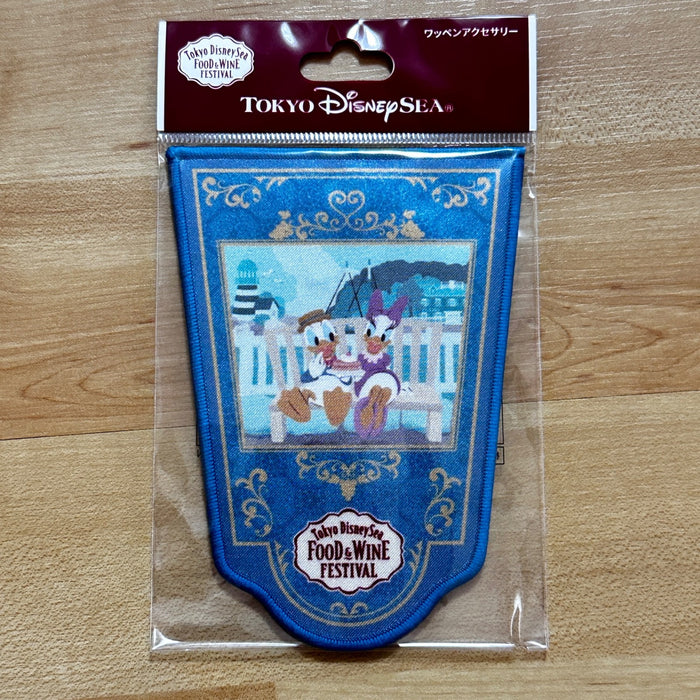 Tokyo DisneySea
FOOD & WINE
FESTIVAL
ワッペンアクセサリー
TOKYO DISNEYSEA®
Tokyo DisneySea
FOOD & WINE
FESTIVAL